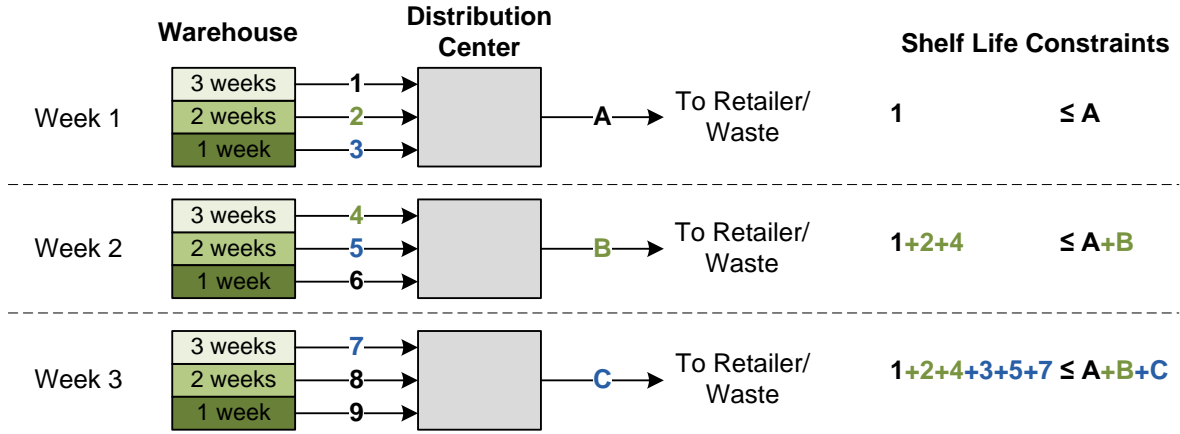 Warehouse
Distribution
Center
Shelf Life Constraints
Week 1
3 weeks
1
2 weeks
2
1 week
3
A
To Retailer/
Waste
1 ≤ A
Week 2
3 weeks
4
2 weeks
5
1 week
6
B
To Retailer/
Waste
1+2+4 ≤ A+B
Week 3
3 weeks
7
2 weeks
8
1 week
9
C
To Retailer/
Waste
1+2+4+3+5+7 ≤ A+B+C